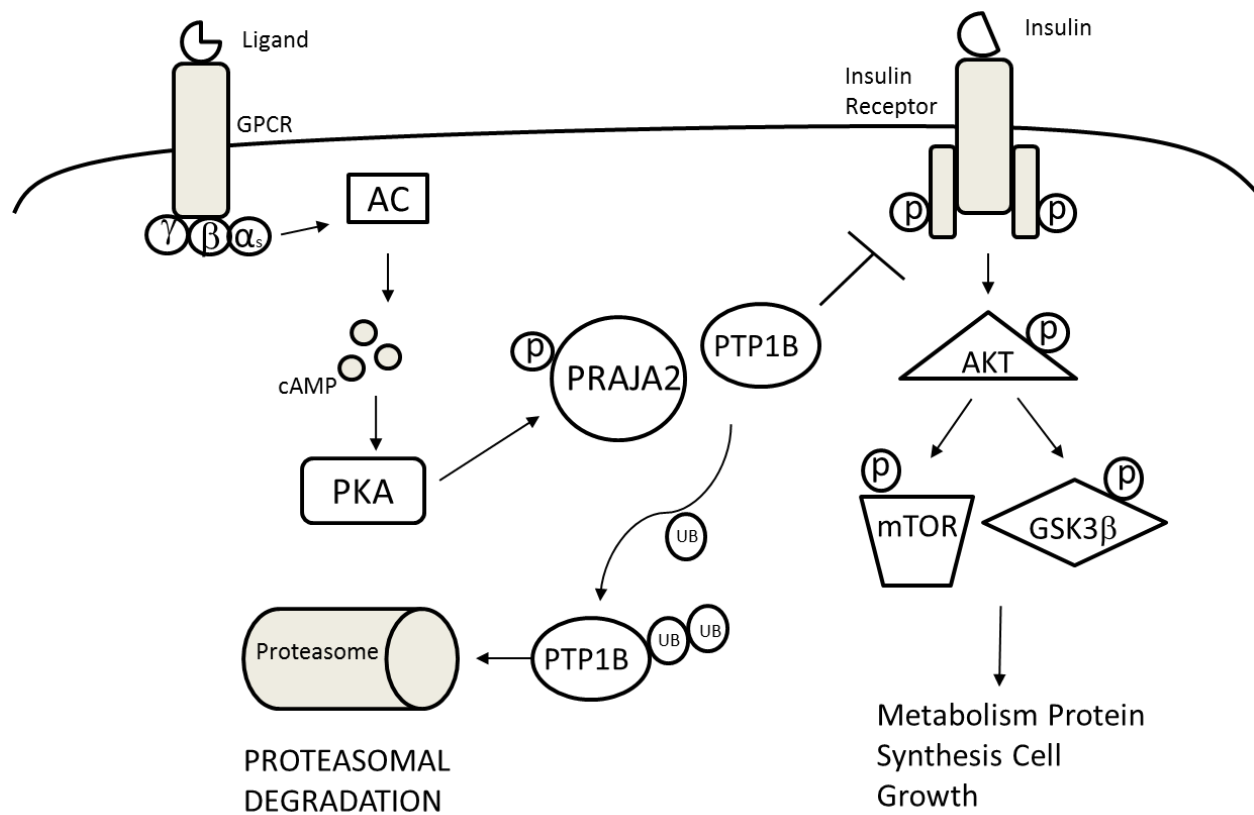 Ligand
GPCR
γ
β
αs
AC
cAMP
PKA
p
PRAJA2
PTP1B
UB
PTP1B
UB
UB
Proteasome
PROTEASOMAL
DEGRADATION
Insulin
Insulin
Receptor
p
p
p
AKT
p
mTOR
p
GSK3β
Metabolism Protein
Synthesis Cell
Growth